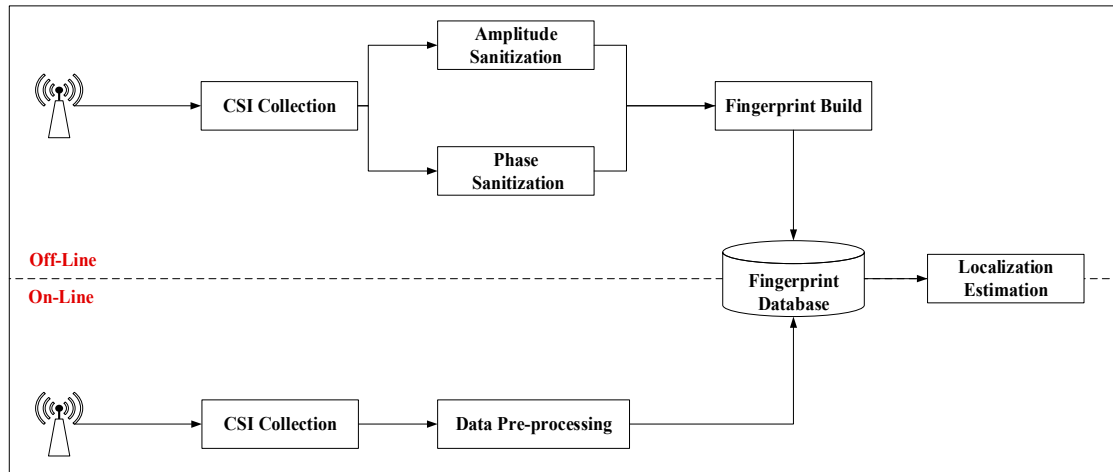 Amplitude
Sanitization
CSI Collection
Fingerprint Build
Phase
Sanitization
Off-Line
On-Line
Fingerprint
Database
Localization
Estimation
CSI Collection
Data Pre-processing